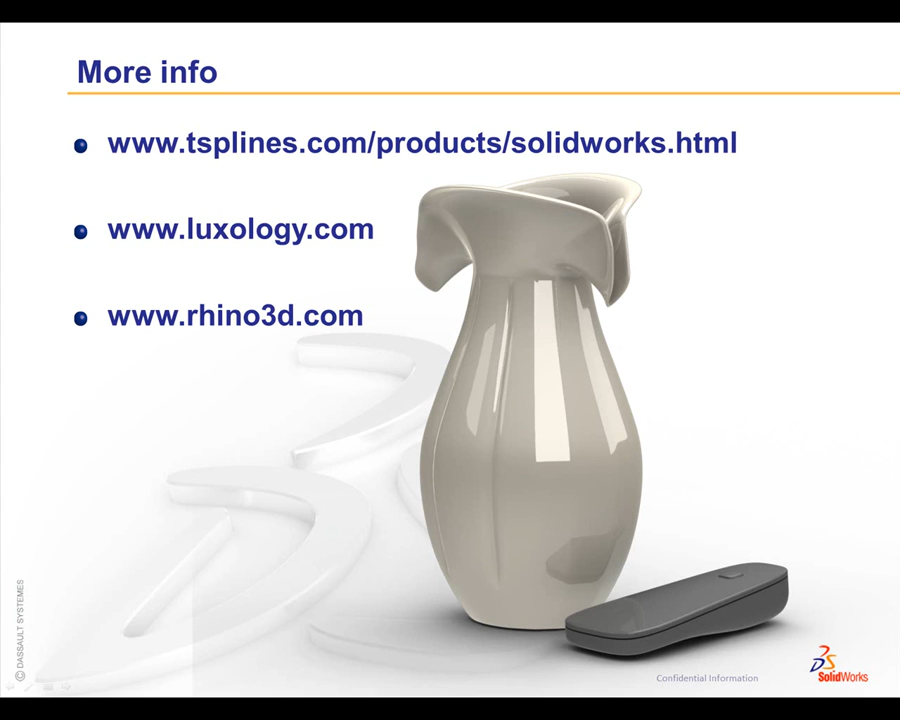 More info
www.tsplines.com/products/solidworks.html
www.luxology.com
www.rhino3d.com
© DASSAULT SYSTEMES
Confidential Information
SolidWorks